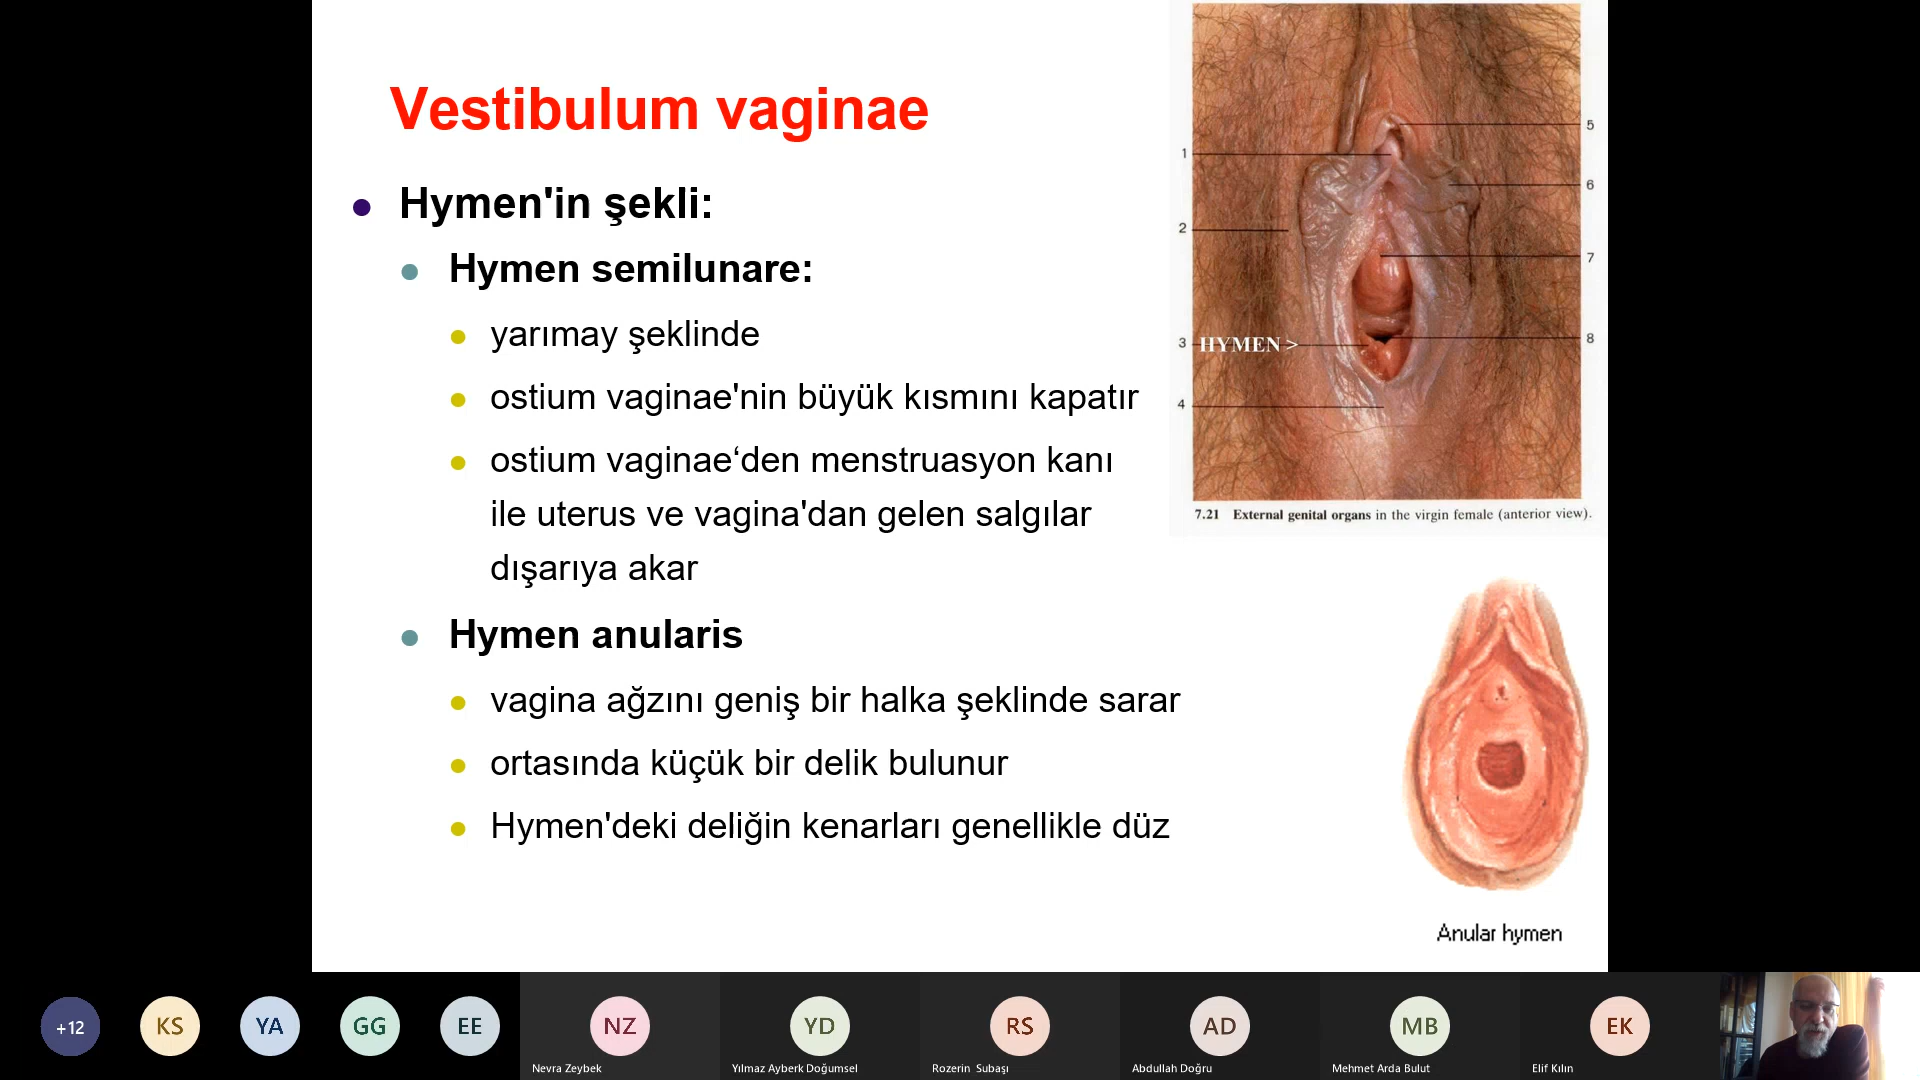 Vestibulum vaginae
Hymen'in şekli:
Hymen semilunare:
yarımay şeklinde
ostium vaginae'nin büyük kısmını kapatır
ostium vaginae‘den menstruasyon kanı
ile uterus ve vagina'dan gelen salgılar
dışarıya akar
Hymen anularis
vagina ağzını geniş bir halka şeklinde sarar
ortasında küçük bir delik bulunur
Hymen'deki deliğin kenarları genellikle düz
1
2
3
4
HYMEN >
5
6
7
8
7.21 External genital organs in the virgin female (anterior view).
Anular hymen
+12
KS
YA
GG
EE
NZ
Nevra Zeybek
YD
Yılmaz Ayberk Doğumsel
RS
Rozerin Subaşı
AD
Abdullah Doğru
MB
Mehmet Arda Bulut
EK
Elif Kılın